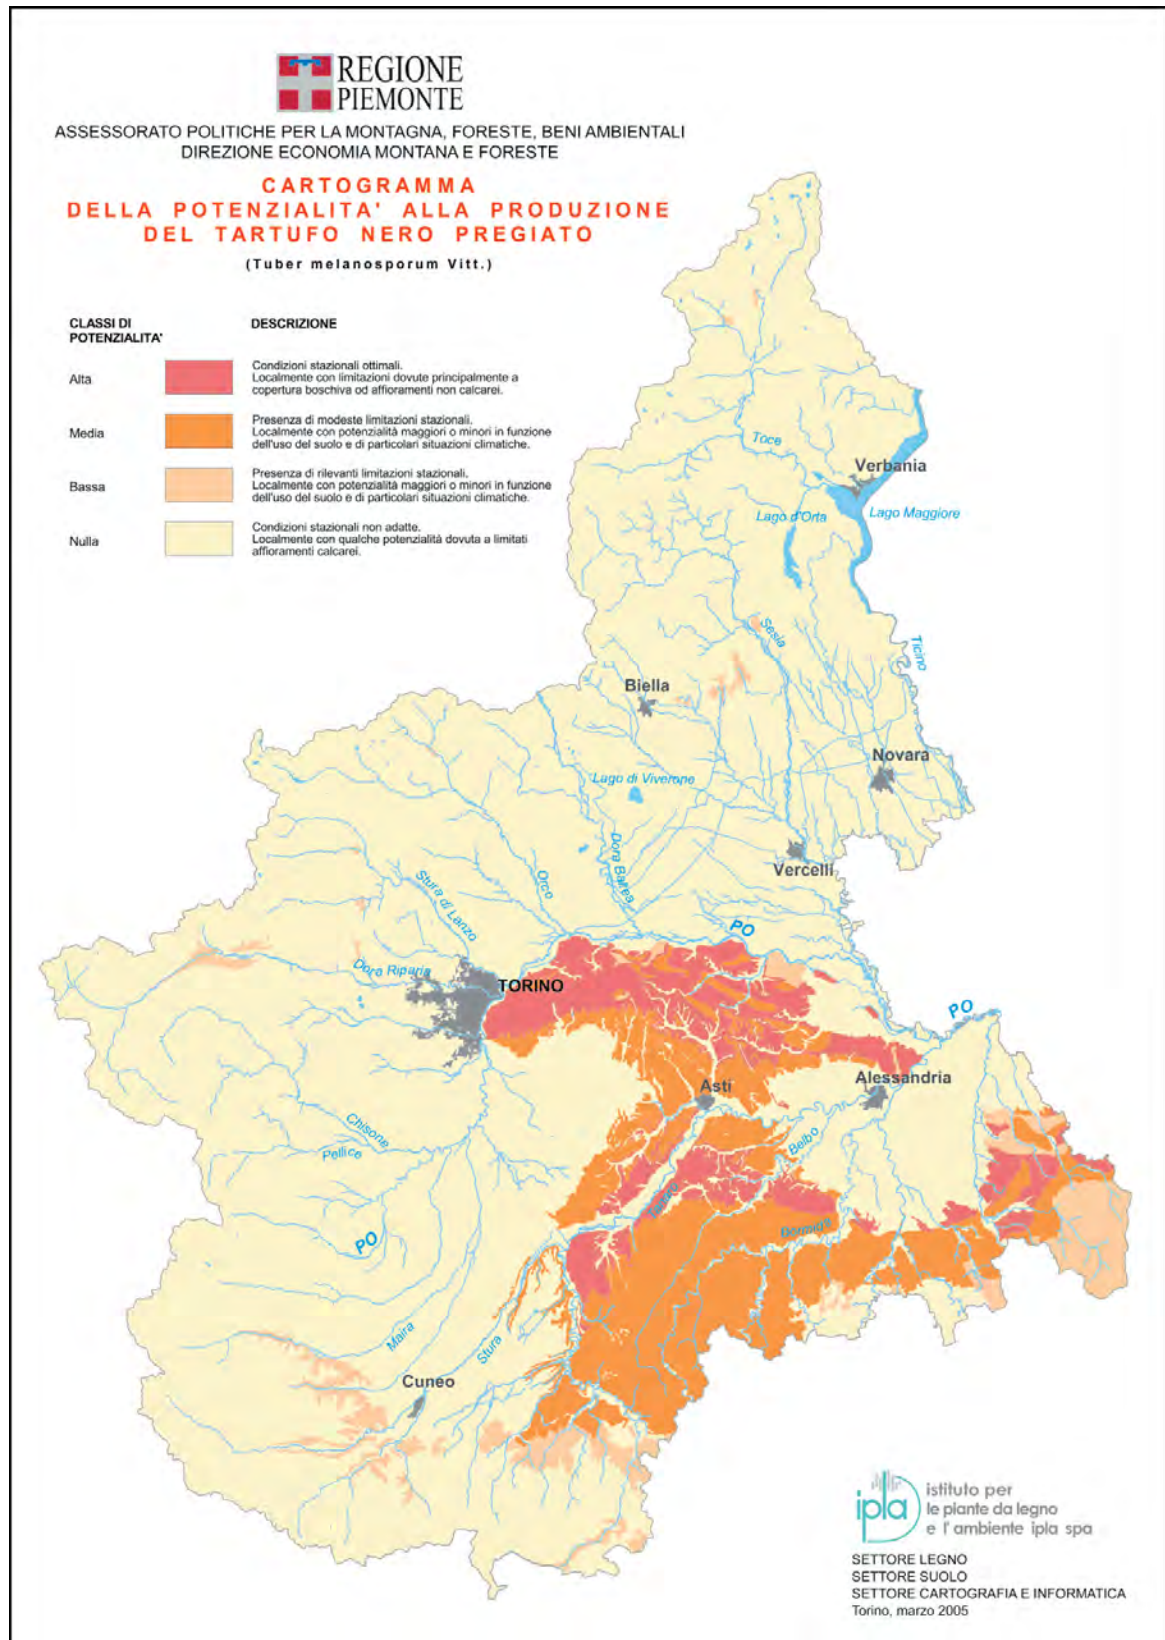 REGIONE
PIEMONTE
ASSESSORATO POLITICHE PER LA MONTAGNA, FORESTE, BENI AMBIENTALI
DIREZIONE ECONOMIA MONTANA E FORESTE
CARTOGRAMMA
DELLA POTENZIALITA' ALLA PRODUZIONE
DEL TARTUFO NERO PREGIATO
(Tuber melanosporum Vitt.)
CLASSI DI
POTENZIALITA'
DESCRIZIONE
Alta
Condizioni stazionali ottimali.
Localmente con limitazioni dovute principalmente a
copertura boschiva od affioramenti non calcarei.
Media
Presenza di modeste limitazioni stazionali.
Localmente con potenzialità maggiori o minori in funzione
dell'uso del suolo e di particolari situazioni climatiche.
Bassa
Presenza di rilevanti limitazioni stazionali.
Localmente con potenzialità maggiori o minori in funzione
dell'uso del suolo e di particolari situazioni climatiche.
Nulla
Condizioni stazionali non adatte.
Localmente con qualche potenzialità dovuta a limitati
affioramenti calcarei.
Toce
Verbania
Lago d'Orta
Lago Maggiore
Sesia
Ticino
Biella
Novara
Lago di Viverone
Dora Baltea
Vercelli
Orco
Stura di Lanzo
PO
Dora Riparia
TORINO
PO
Asti
Alessandria
Chisone
Pellice
Belbo
Tanaro
PO
Bormida
Maira
Stura
Cuneo
ipla
istituto per
le piante da legno
e l'ambiente ipla spa
SETTORE LEGNO
SETTORE SUOLO
SETTORE CARTOGRAFIA E INFORMATICA
Torino, marzo 2005